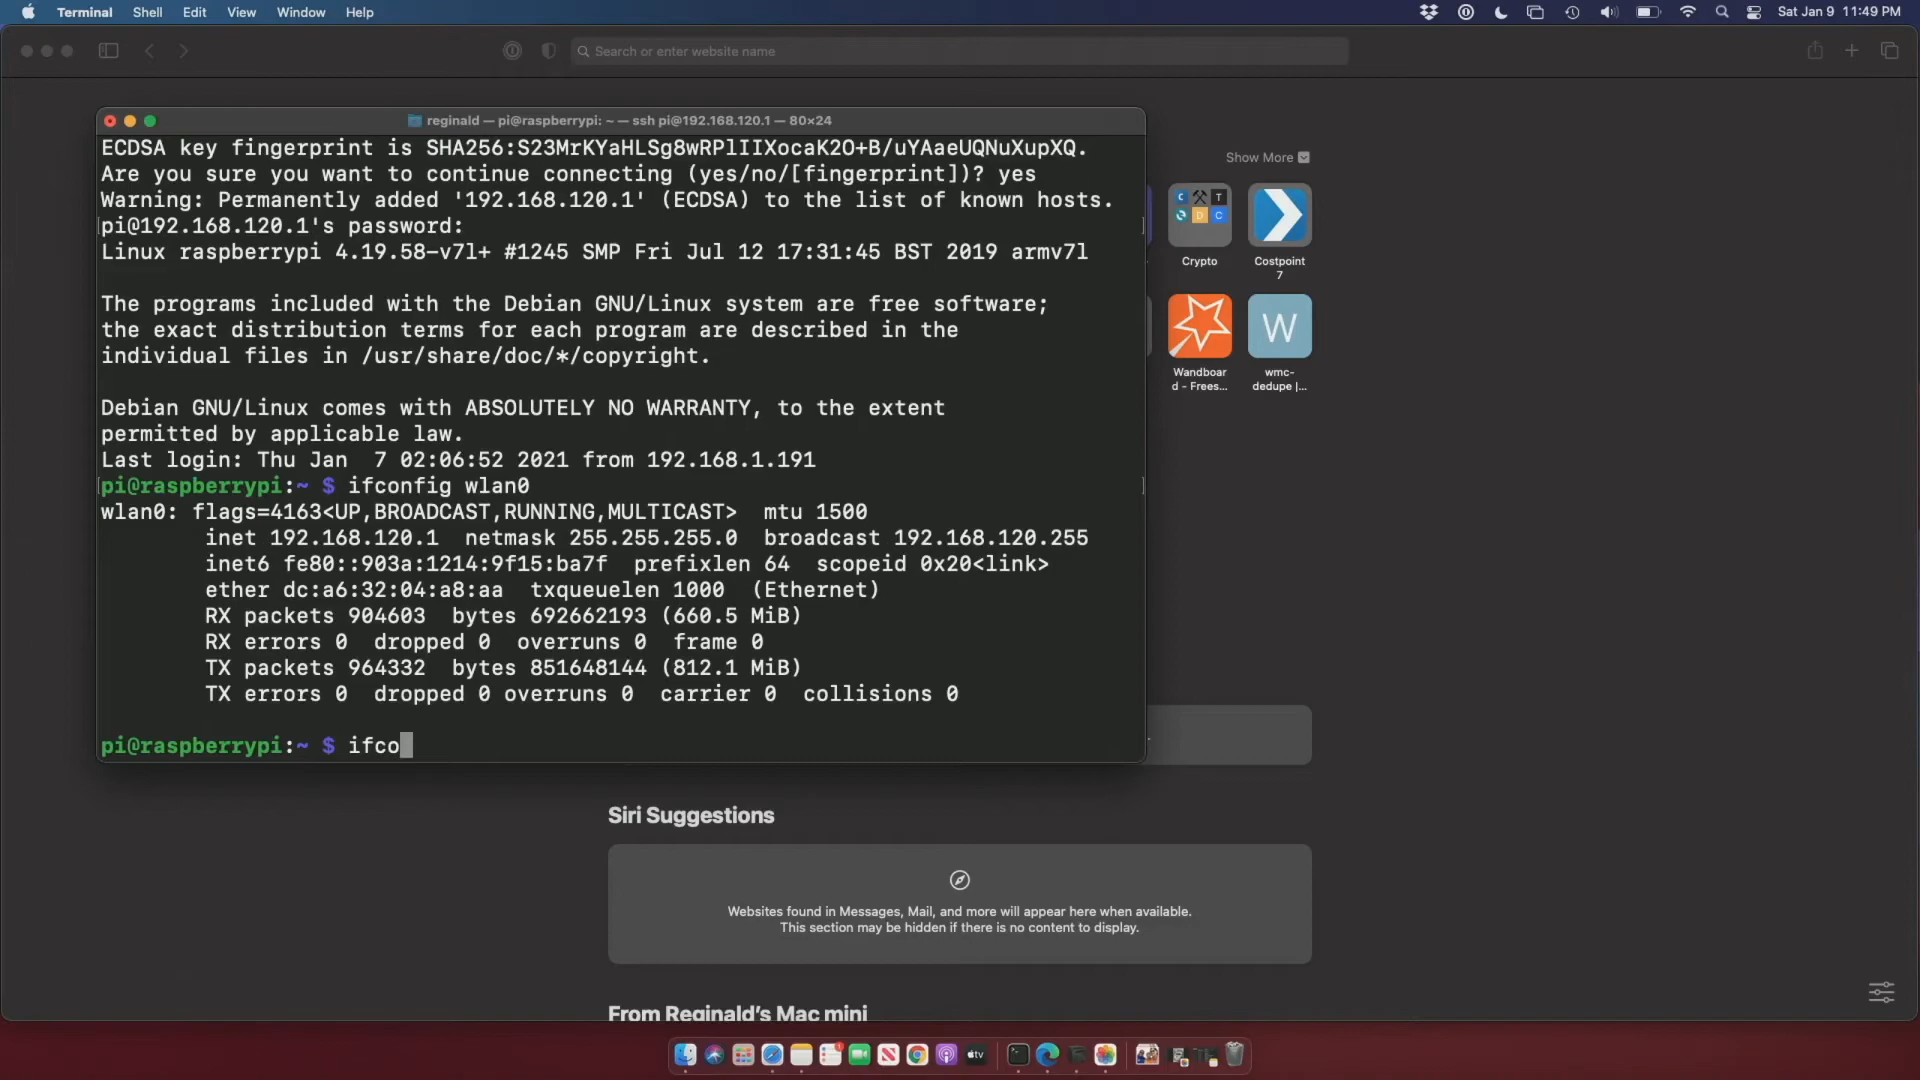 Terminal Shell Edit View Window Help
Sat Jan 9 11:49 PM
Search or enter website name
reginald — pi@raspberrypi: ~ — ssh pi@192.168.120.1 — 80×24
ECDSA key fingerprint is SHA256:S23MrKYaHLSg8wRPlIIXocaK2O+B/uYAaeUQNuXupXQ.
Are you sure you want to continue connecting (yes/no/[fingerprint])? yes
Warning: Permanently added '192.168.120.1' (ECDSA) to the list of known hosts.
pi@192.168.120.1's password:
Linux raspberrypi 4.19.58-v7l+ #1245 SMP Fri Jul 12 17:31:45 BST 2019 armv7l
The programs included with the Debian GNU/Linux system are free software;
the exact distribution terms for each program are described in the
individual files in /usr/share/doc/*/copyright.
Debian GNU/Linux comes with ABSOLUTELY NO WARRANTY, to the extent
permitted by applicable law.
Last login: Thu Jan  7 02:06:52 2021 from 192.168.1.191
pi@raspberrypi:~ $ ifconfig wlan0
wlan0: flags=4163<UP,BROADCAST,RUNNING,MULTICAST>  mtu 1500
inet 192.168.120.1  netmask 255.255.255.0  broadcast 192.168.120.255
inet6 fe80::903a:1214:9f15:ba7f  prefixlen 64  scopeid 0x20<link>
ether dc:a6:32:04:a8:aa  txqueuelen 1000  (Ethernet)
RX packets 904603  bytes 692662193 (660.5 MiB)
RX errors 0  dropped 0  overruns 0  frame 0
TX packets 964332  bytes 851648144 (812.1 MiB)
TX errors 0  dropped 0 overruns 0  carrier 0  collisions 0
pi@raspberrypi:~ $ ifco
Show More
C T
D C
Crypto
Costpoint
7
W
Wandboar
d - Frees...
wmc-
dedupe |...
Siri Suggestions
Websites found in Messages, Mail, and more will appear here when available.
This section may be hidden if there is no content to display.
From Reginald's Mac mini
tv